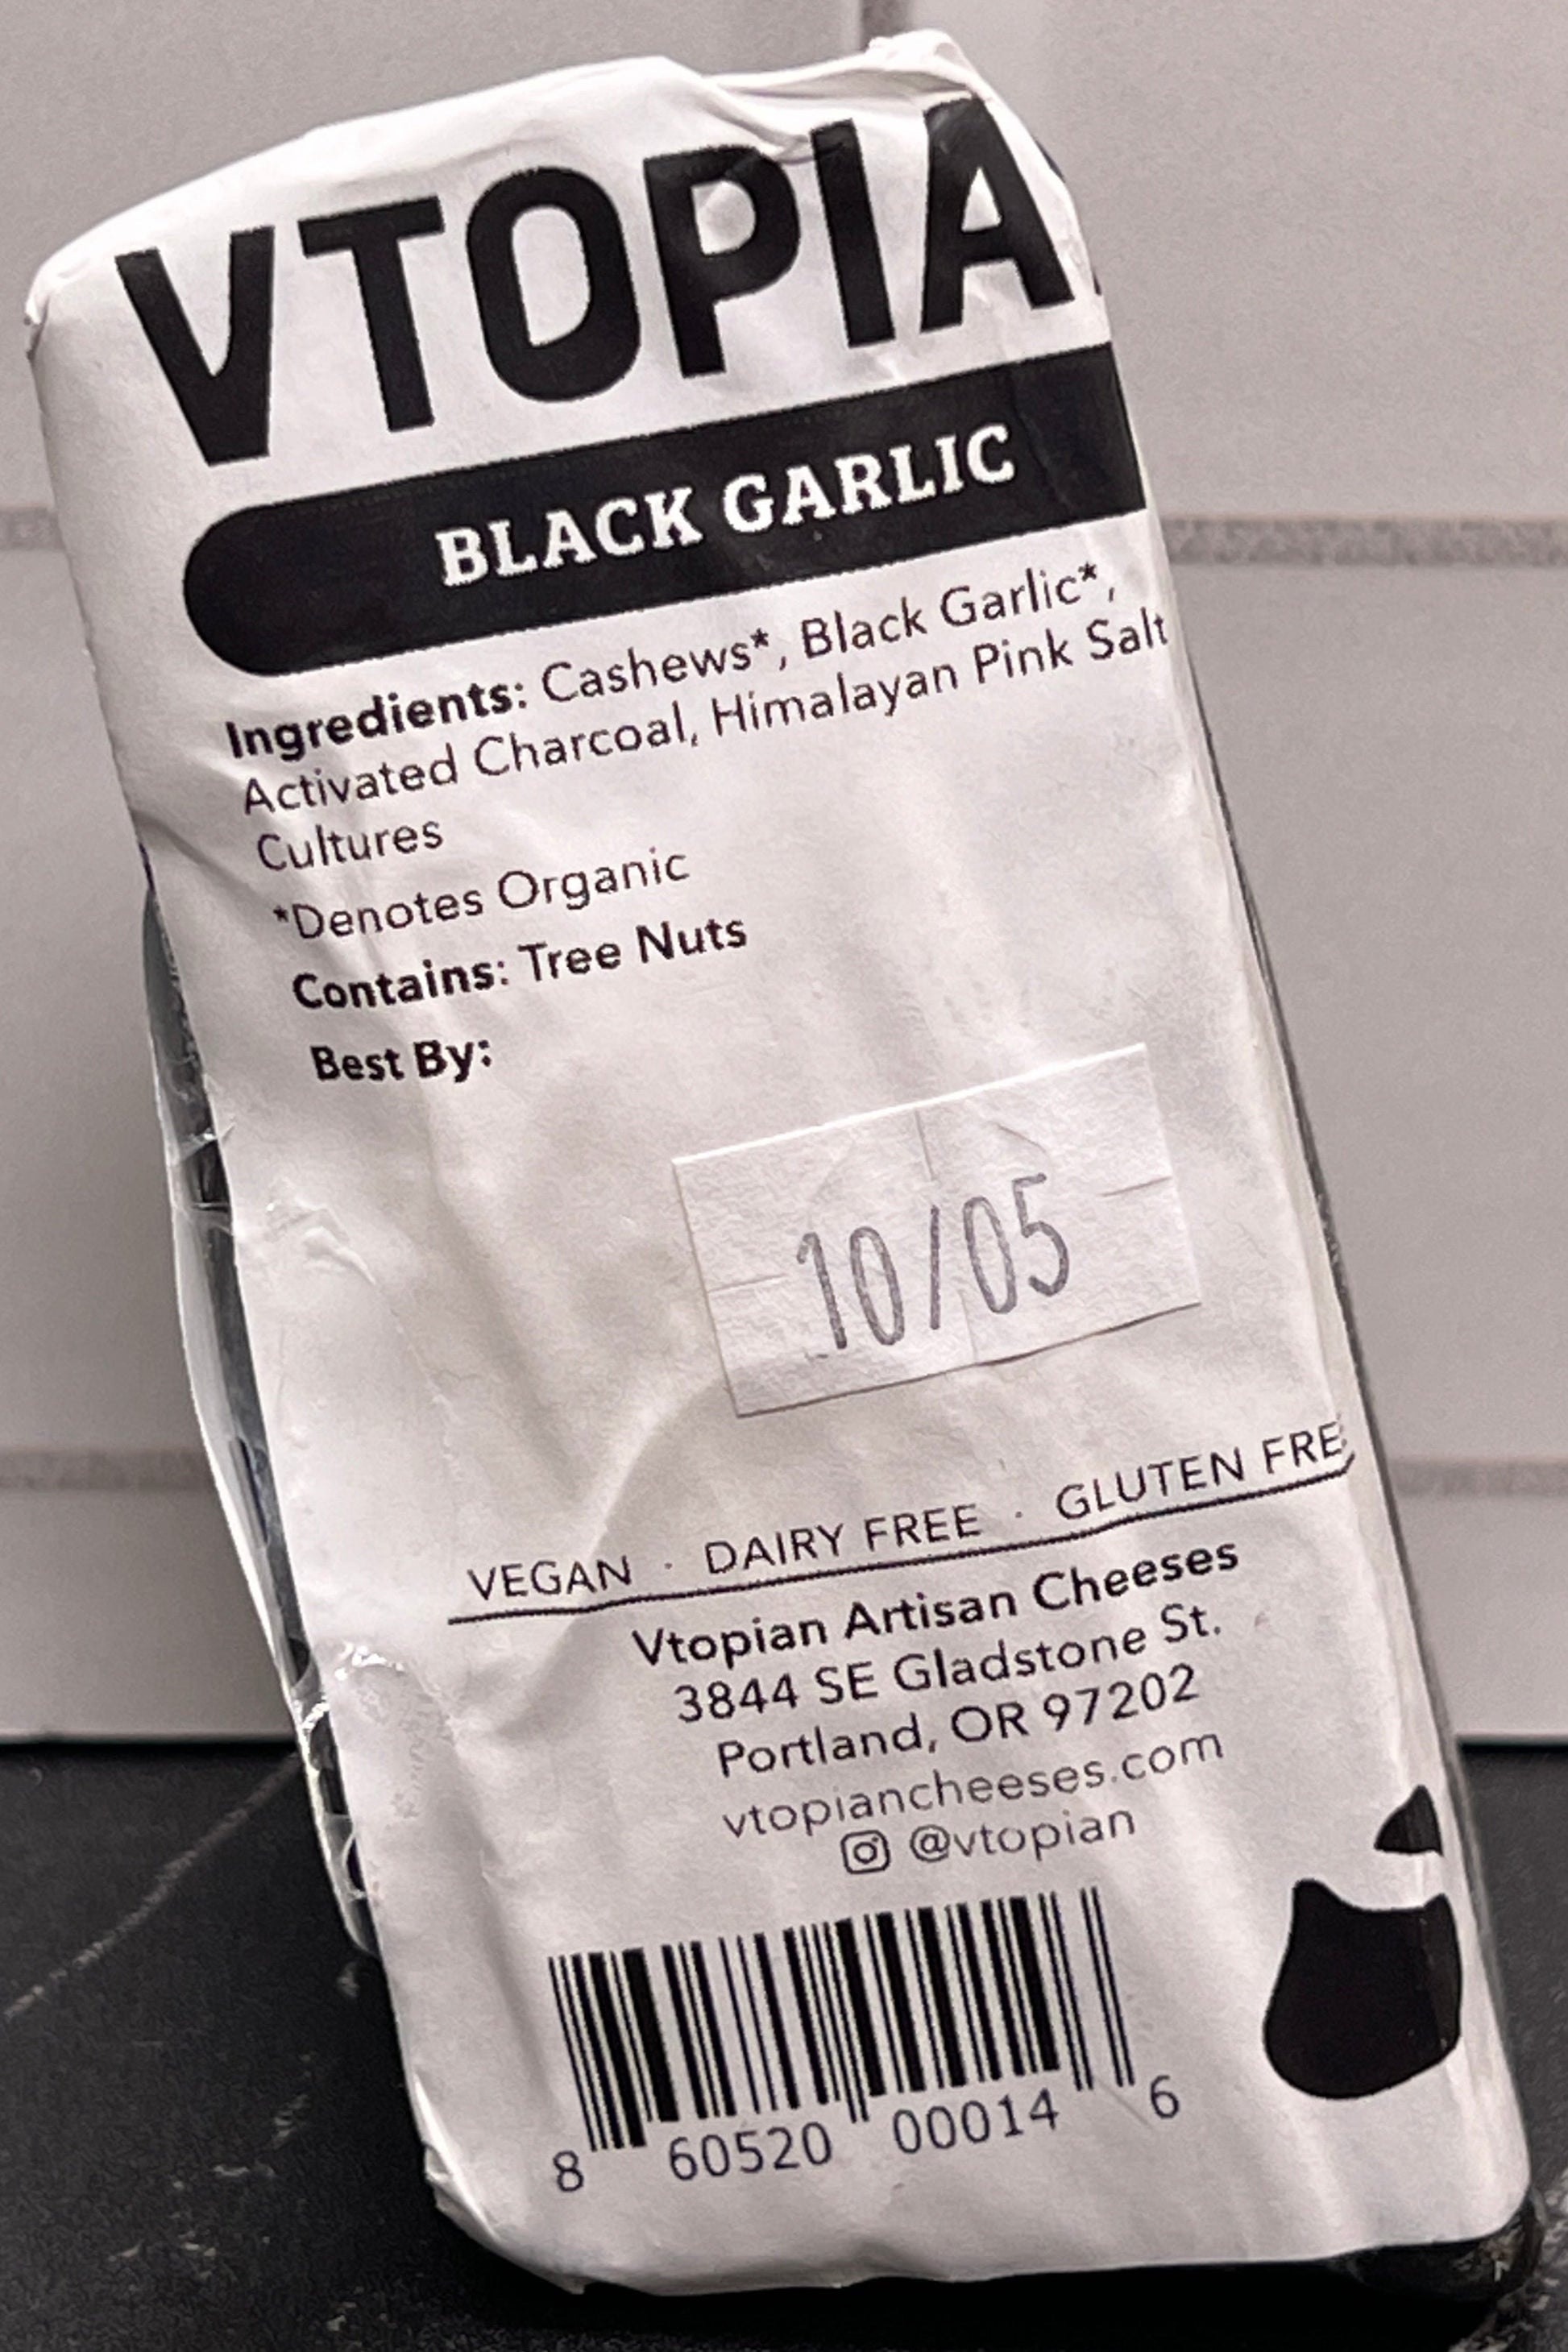 VTOPIA
BLACK GARLIC
Ingredients: Cashews*, Black Garlic*,
Activated Charcoal, Himalayan Pink Salt
Cultures
*Denotes Organic
Contains: Tree Nuts
Best By:
10/05
VEGAN · DAIRY FREE · GLUTEN FRE
Vtopian Artisan Cheeses
3844 SE Gladstone St.
Portland, OR 97202
vtopiancheeses.com
@vtopian
8 60520 00014 6